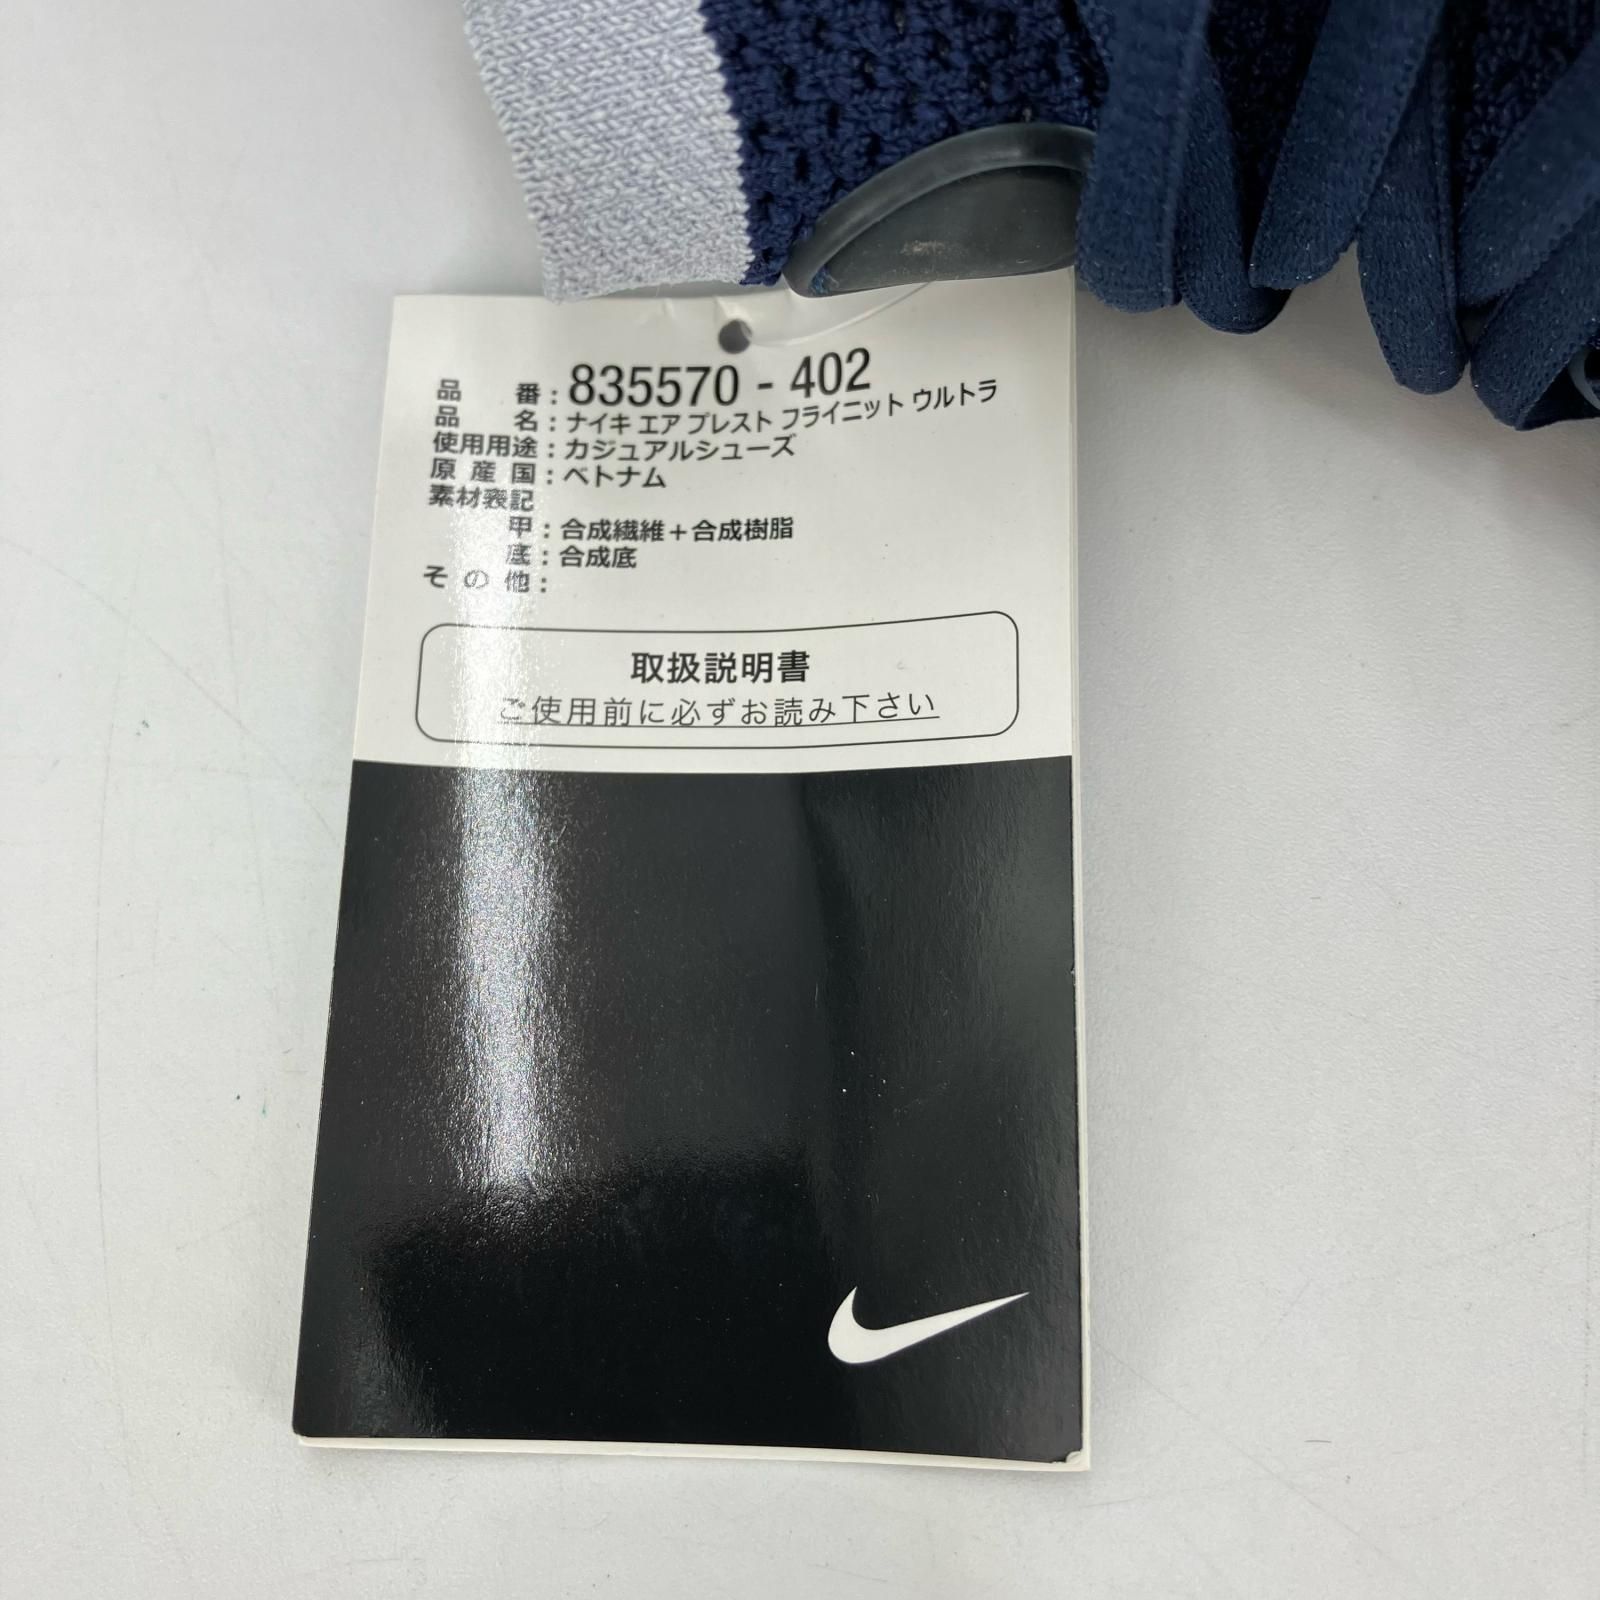 品番：835570 - 402
品名：ナイキ エア プレスト フライニット ウルトラ
使用用途：カジュアルシューズ
原産国：ベトナム
素材表記
甲：合成繊維＋合成樹脂
底：合成底
その他：
取扱説明書
ご使用前に必ずお読み下さい